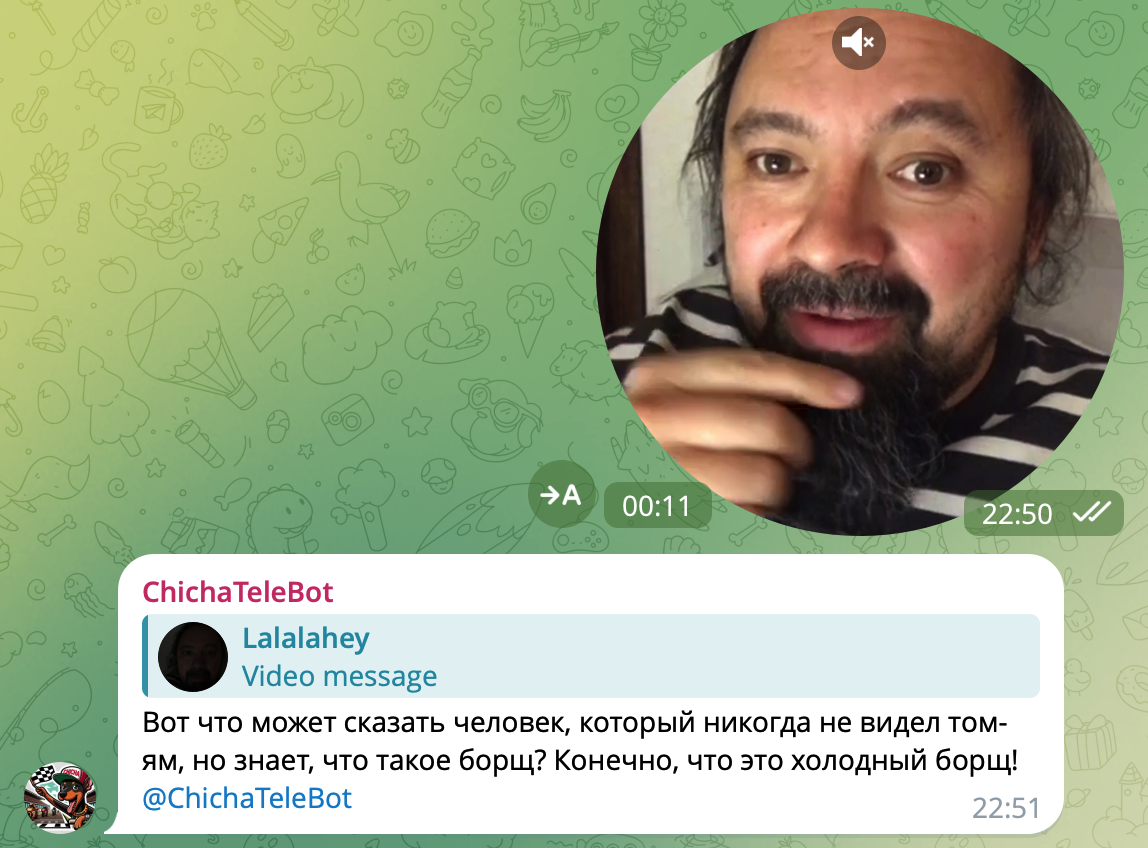 →A
00:11
22:50
ChichaTeleBot
Lalalahey
Video message
Вот что может сказать человек, который никогда не видел том-
ям, но знает, что такое борщ? Конечно, что это холодный борщ!
@ChichaTeleBot
22:51